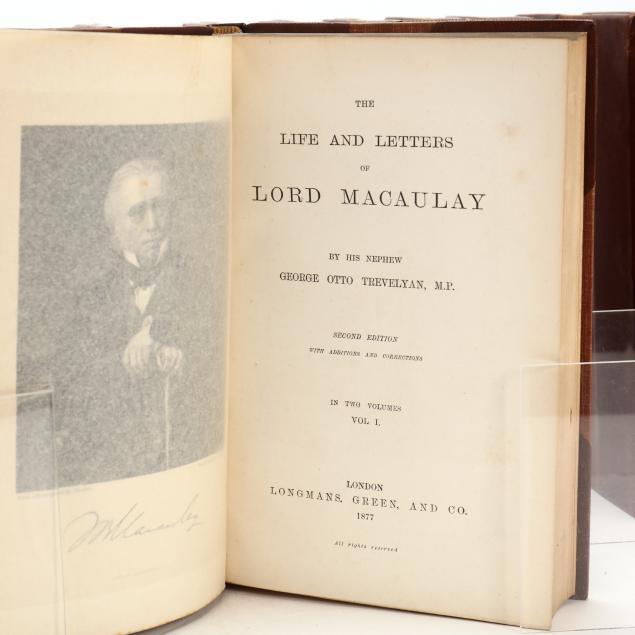 THE
LIFE AND LETTERS
OF
LORD MACAULAY
BY HIS NEPHEW
GEORGE OTTO TREVELYAN, M.P.
SECOND EDITION
WITH ADDITIONS AND CORRECTIONS
IN TWO VOLUMES
VOL I.
LONDON
LONGMANS, GREEN, AND CO.
1877
All rights reserved